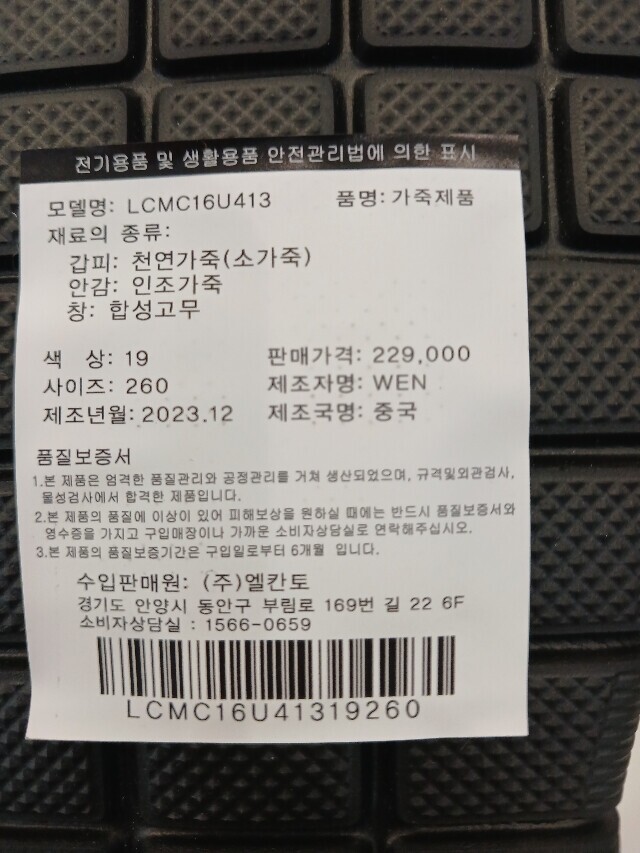 전기용품 및 생활용품 안전관리법에 의한 표시
모델명: LCMC16U413 품명: 가죽제품
재료의 종류:
갑피: 천연가죽(소가죽)
안감: 인조가죽
창: 합성고무
색 상: 19 판매가격: 229,000
사이즈: 260 제조자명: WEN
제조년월: 2023.12 제조국명: 중국
품질보증서
1.본 제품은 엄격한 품질관리와 공정관리를 거쳐 생산되었으며, 규격및외관검사,
물성검사에서 합격한 제품입니다.
2.본 제품의 품질에 이상이 있어 피해보상을 원하실 때에는 반드시 품질보증서와
영수증을 가지고 구입매장이나 가까운 소비자상담실로 연락해주십시오.
3.본 제품의 품질보증기간은 구입일로부터 6개월 입니다.
수입판매원: (주)엘칸토
경기도 안양시 동안구 부림로 169번 길 22 6F
소비자상담실 : 1566-0659
LCMC16U41319260